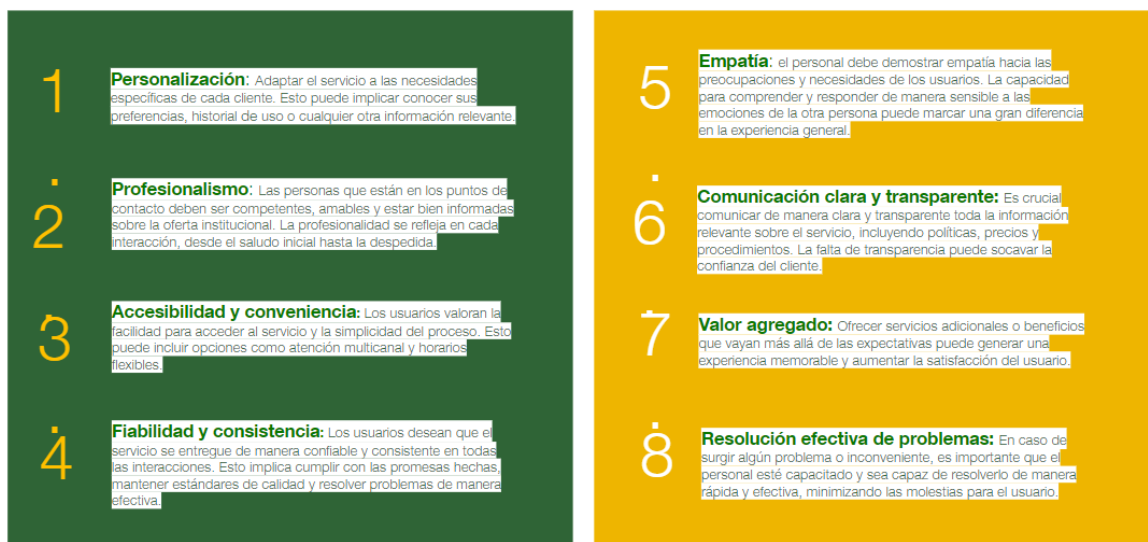 1
Personalización: Adaptar el servicio a las necesidades
específicas de cada cliente. Esto puede implicar conocer sus
preferencias, historial de uso o cualquier otra información relevante.
.
2
Profesionalismo: Las personas que están en los puntos de
contacto deben ser competentes, amables y estar bien informadas
sobre la oferta institucional. La profesionalidad se refleja en cada
interacción, desde el saludo inicial hasta la despedida.
.
3
Accesibilidad y conveniencia: Los usuarios valoran la
facilidad para acceder al servicio y la simplicidad del proceso. Esto
puede incluir opciones como atención multicanal y horarios
flexibles.
.
4
Fiabilidad y consistencia: Los usuarios desean que el
servicio se entregue de manera confiable y consistente en todas
las interacciones. Esto implica cumplir con las promesas hechas,
mantener estándares de calidad y resolver problemas de manera
efectiva.
5
Empatía: el personal debe demostrar empatía hacia las
preocupaciones y necesidades de los usuarios. La capacidad
para comprender y responder de manera sensible a las
emociones de la otra persona puede marcar una gran diferencia
en la experiencia general.
.
6
Comunicación clara y transparente: Es crucial
comunicar de manera clara y transparente toda la información
relevante sobre el servicio, incluyendo políticas, precios y
procedimientos. La falta de transparencia puede socavar la
confianza del cliente.
.
7
Valor agregado: Ofrecer servicios adicionales o beneficios
que vayan más allá de las expectativas puede generar una
experiencia memorable y aumentar la satisfacción del usuario.
.
8
Resolución efectiva de problemas: En caso de
surgir algún problema o inconveniente, es importante que el
personal esté capacitado y sea capaz de resolverlo de manera
rápida y efectiva, minimizando las molestias para el usuario.